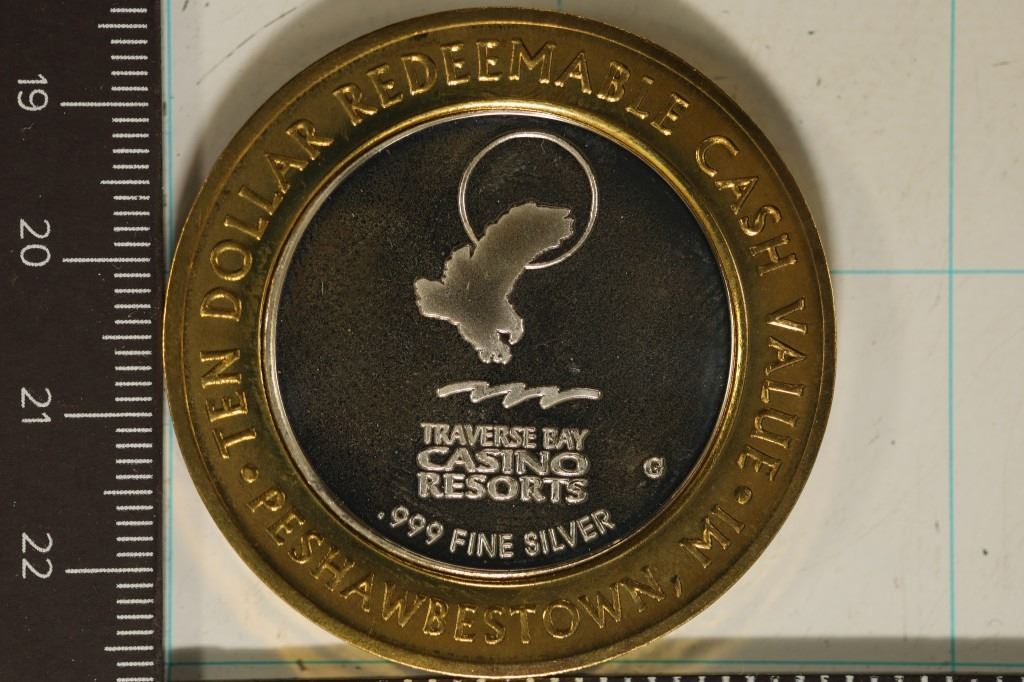 TEN DOLLAR REDEEMABLE CASH VALUE
TRAVERSE BAY
CASINO
RESORTS
G
.999 FINE SILVER
• PESHAWBESTOWN, MI •
19
20
21
22